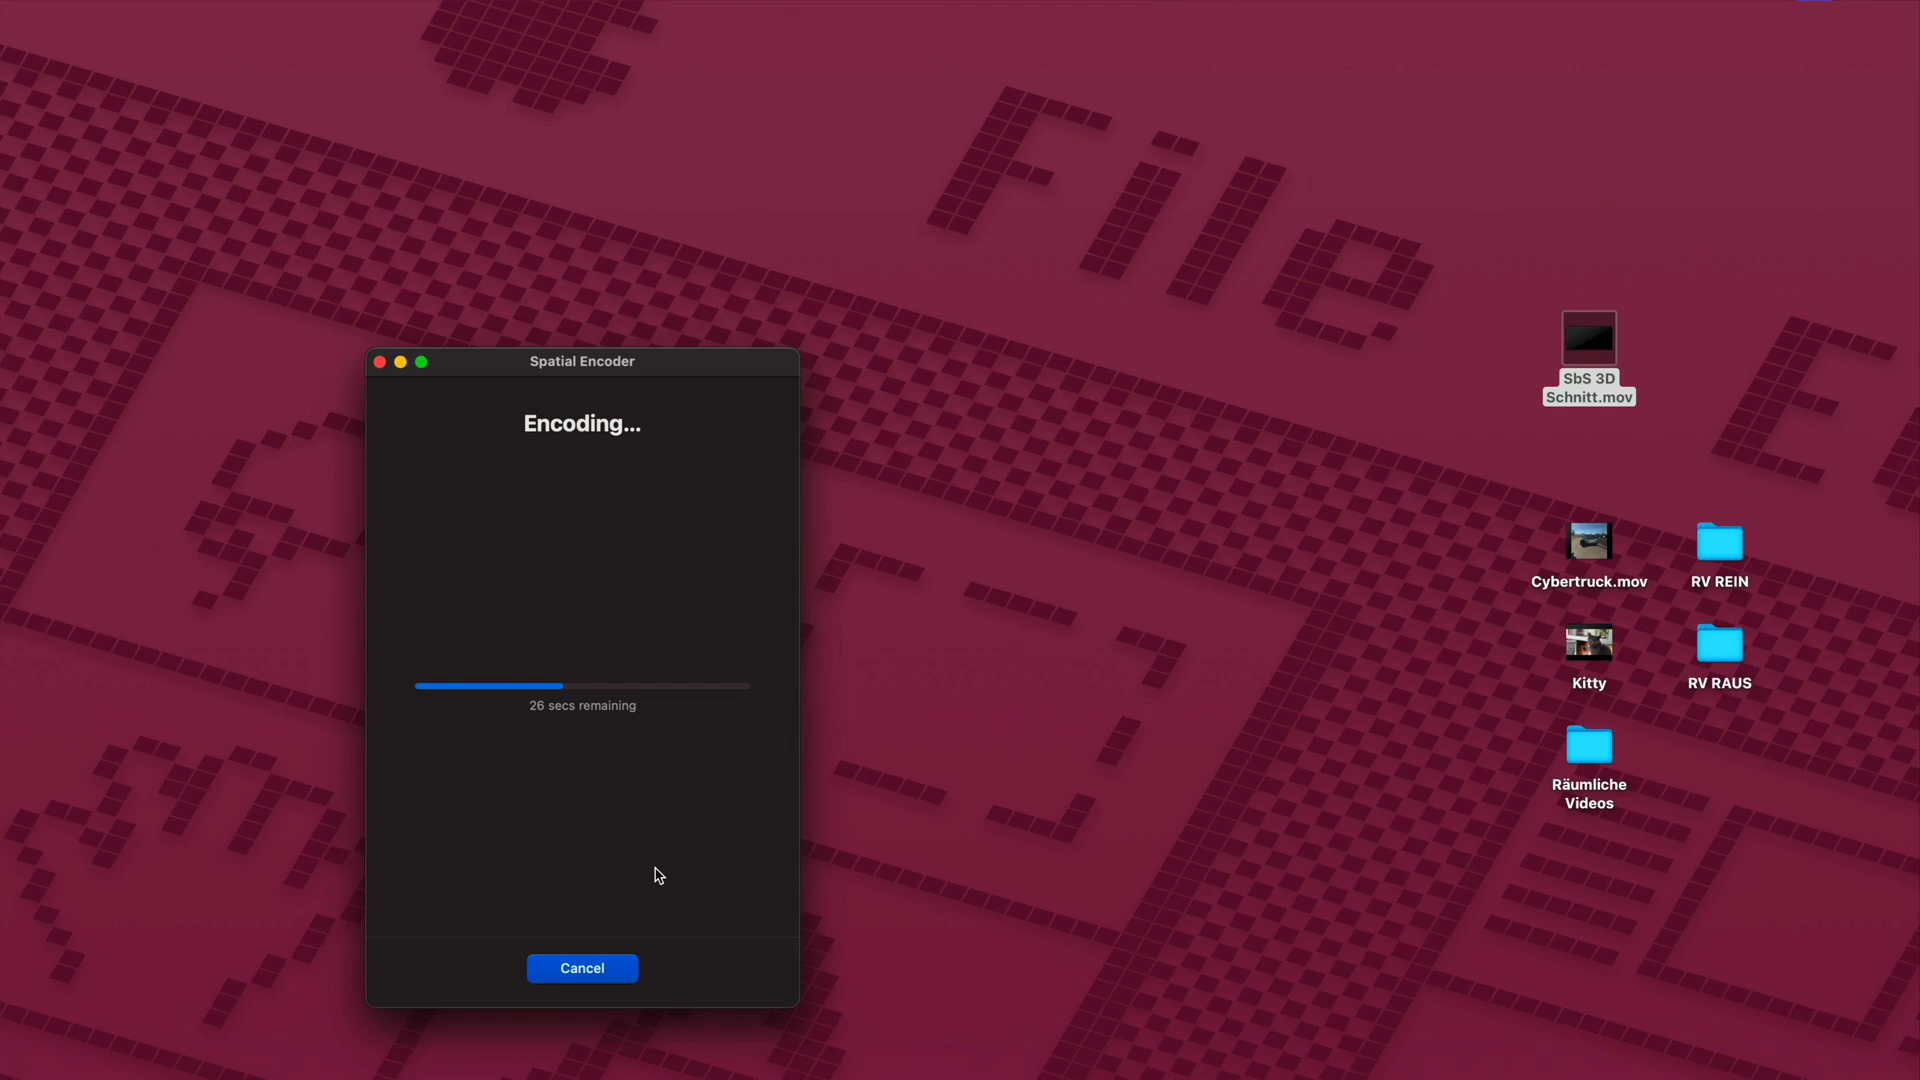 File
Spatial Encoder
Encoding...
26 secs remaining
Cancel
SbS 3D
Schnitt.mov
Cybertruck.mov
RV REIN
Kitty
RV RAUS
Räumliche
Videos